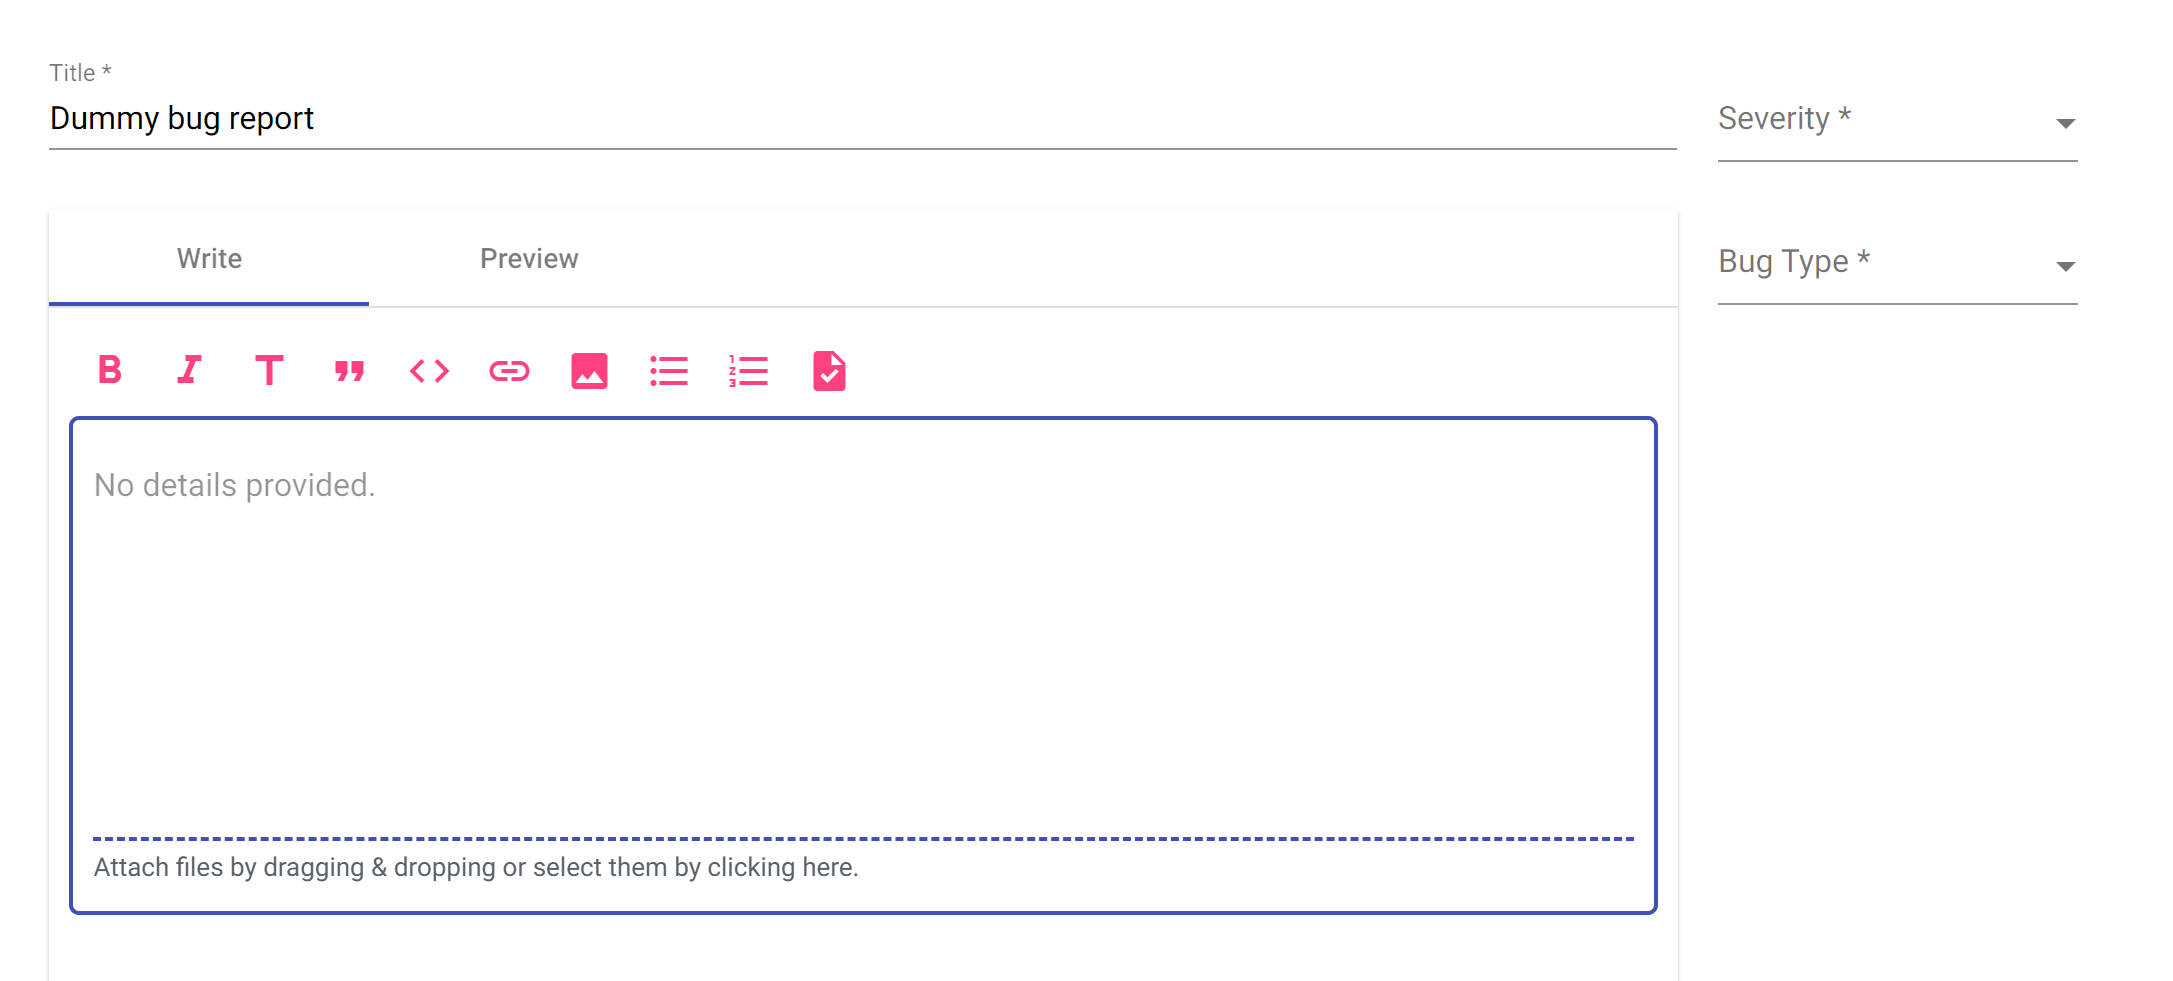 Title *
Dummy bug report
Severity *
Write
Preview
Bug Type *
No details provided.
Attach files by dragging & dropping or select them by clicking here.